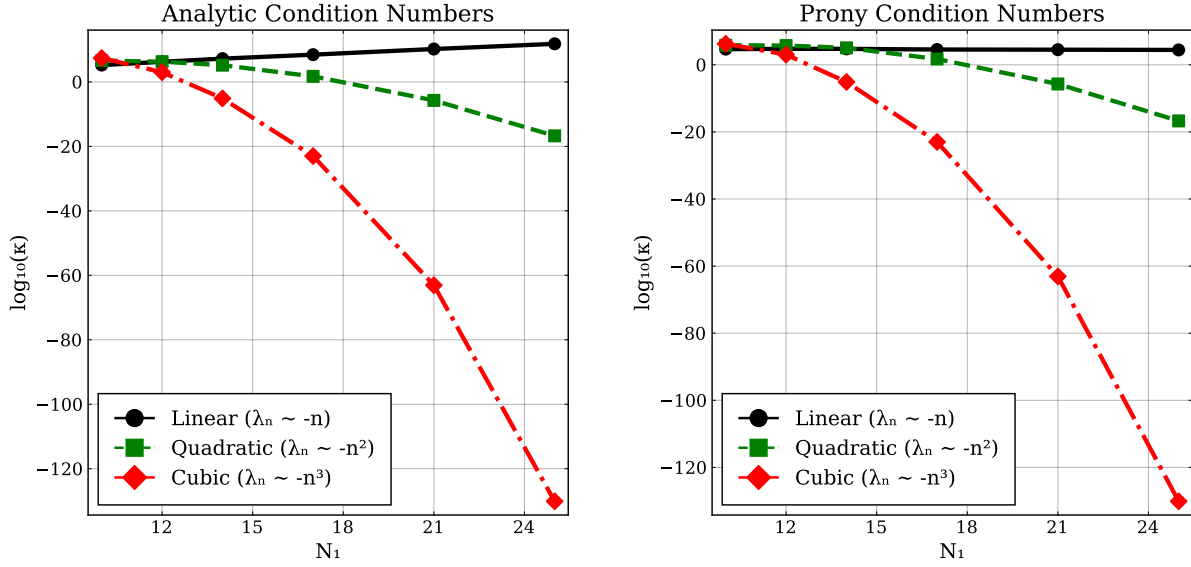 Analytic Condition Numbers
log₁₀(κ)
0
−20
−40
−60
−80
−100
−120
Linear (λₙ ~ -n)
Quadratic (λₙ ~ -n²)
Cubic (λₙ ~ -n³)
12
15
18
21
24
N₁
Prony Condition Numbers
log₁₀(κ)
0
−20
−40
−60
−80
−100
−120
Linear (λₙ ~ -n)
Quadratic (λₙ ~ -n²)
Cubic (λₙ ~ -n³)
12
15
18
21
24
N₁